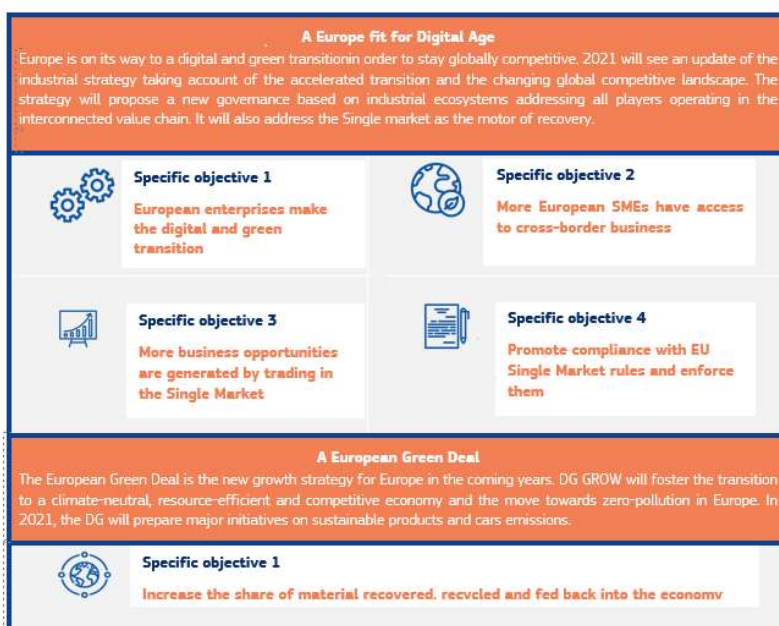 A Europe fit for Digital Age
Europe is on its way to a digital and green transitionin order to stay globally competitive. 2021 will see an update of the
industrial strategy taking account of the accelerated transition and the changing global competitive landscape. The
strategy will propose a new governance based on industrial ecosystems addressing all players operating in the
interconnected value chain. It will also address the Single market as the motor of recovery.
Specific objective 1
European enterprises make
the digital and green
transition
Specific objective 2
More European SMEs have access
to cross-border business
Specific objective 3
More business opportunities
are generated by trading in
the Single Market
Specific objective 4
Promote compliance with EU
Single Market rules and enforce
them
A European Green Deal
The European Green Deal is the new growth strategy for Europe in the coming years. DG GROW will foster the transition
to a climate-neutral, resource-efficient and competitive economy and the move towards zero-pollution in Europe. In
2021, the DG will prepare major initiatives on sustainable products and cars emissions.
Specific objective 1
Increase the share of material recovered, recycled and fed back into the economy